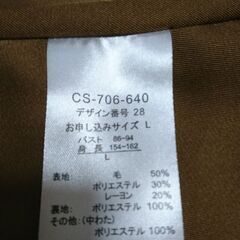 CS-706-640
デザイン番号 28
お申し込みサイズ L
バスト 86-94
身長 154-162
L
表地: 毛 50%
ポリエステル 30%
レーヨン 20%
裏地: ポリエステル 100%
その他:(中わた) ポリエステル 100%